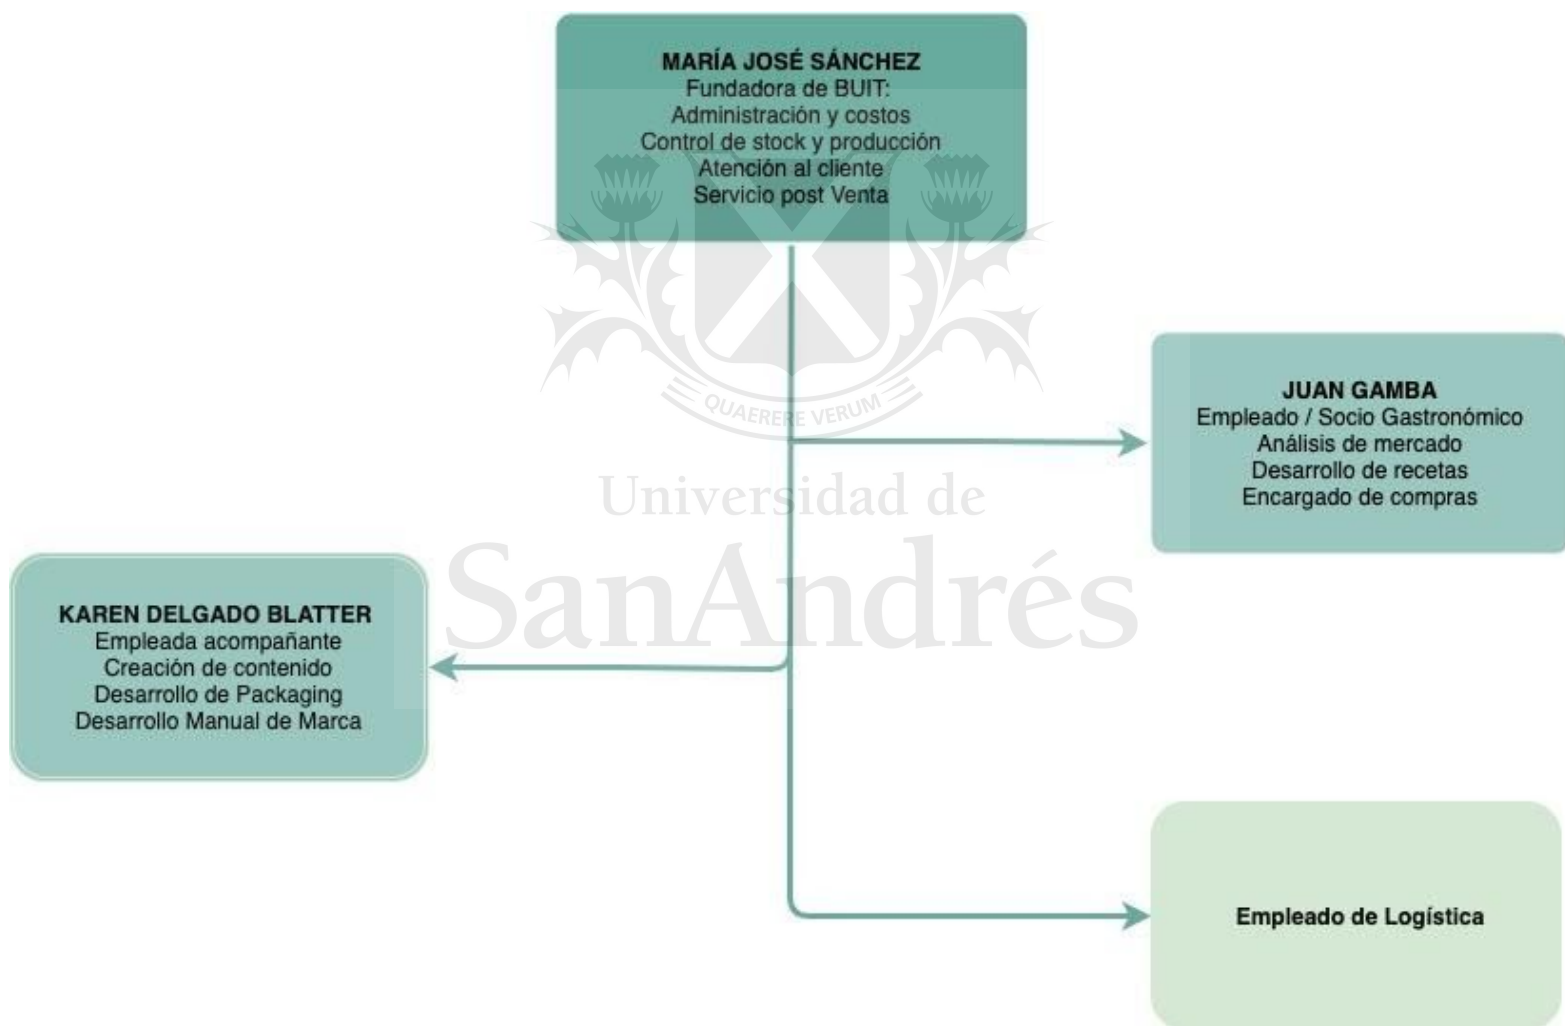 MARÍA JOSÉ SÁNCHEZ
Fundadora de BUIT:
Administración y costos
Control de stock y producción
Atención al cliente
Servicio post Venta
QUAERERE VERUM
Universidad de
SanAndrés
JUAN GAMBA
Empleado / Socio Gastronómico
Análisis de mercado
Desarrollo de recetas
Encargado de compras
KAREN DELGADO BLATTER
Empleada acompañante
Creación de contenido
Desarrollo de Packaging
Desarrollo Manual de Marca
Empleado de Logística